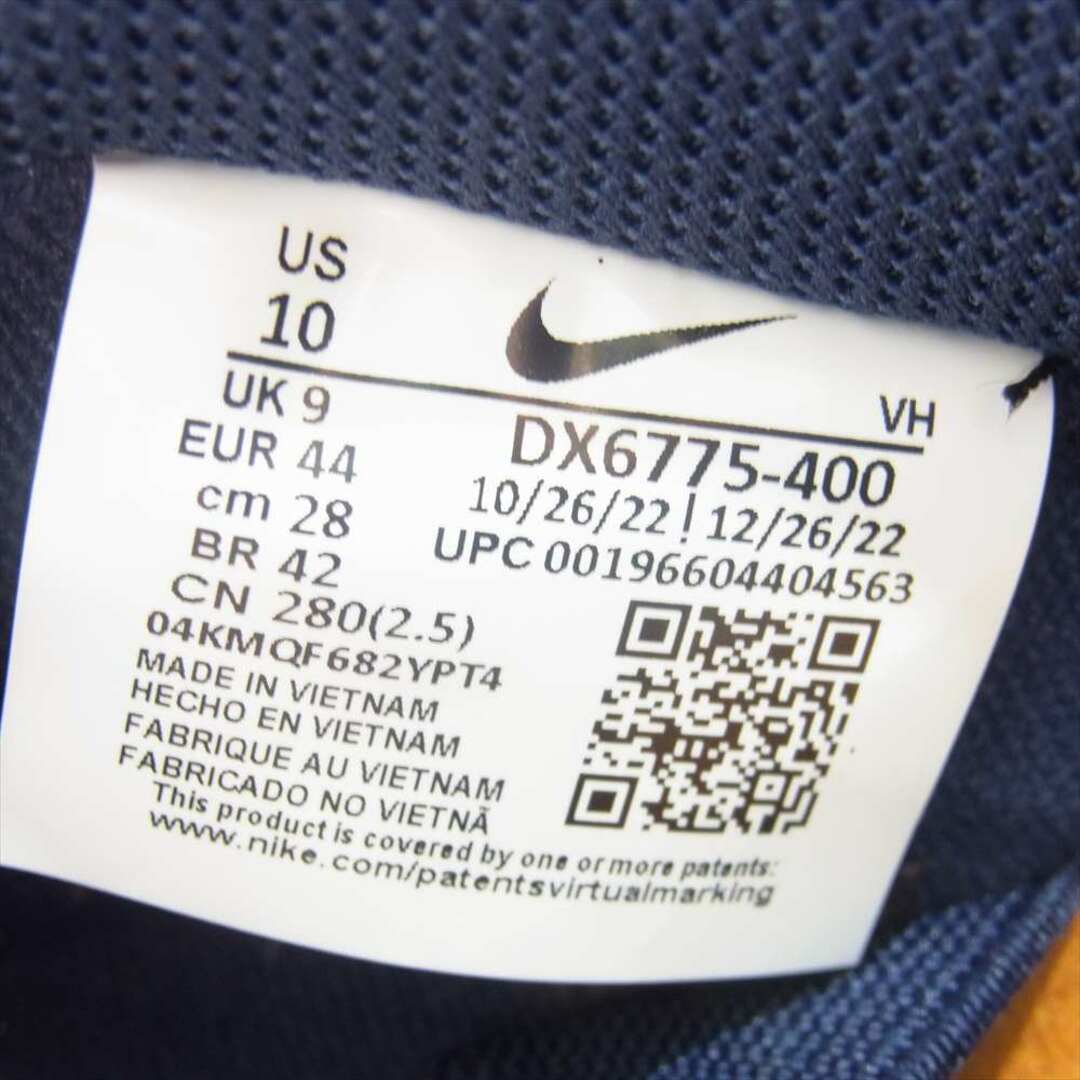 US
10
UK 9
EUR 44
cm 28
BR 42
CN 280(2.5)
04KMQF682YPT4
MADE IN VIETNAM
HECHO EN VIETNAM
FABRIQUE AU VIETNAM
FABRICADO NO VIETNÃ
This product is covered by one or more patents:
www.nike.com/patentsvirtualmarking
VH
DX6775-400
10/26/22 | 12/26/22
UPC 00196604404563